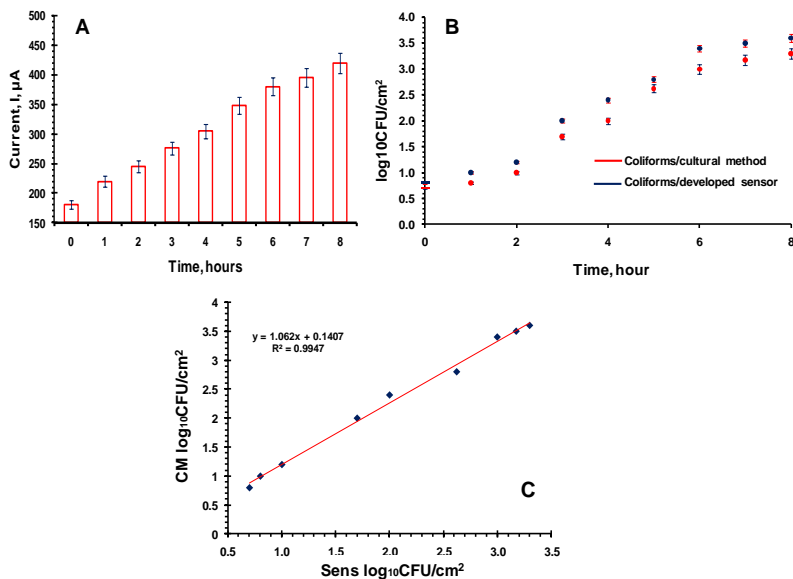 A
Current, I, µA
450
400
350
300
250
200
150
0 1 2 3 4 5 6 7 8
Time, hours
B
log10CFU/cm²
4.0
3.5
3.0
2.5
2.0
1.5
1.0
0.5
0.0
Coliforms/cultural method
Coliforms/developed sensor
0 2 4 6 8
Time, hour
C
CM log₁₀CFU/cm²
4
3.5
3
2.5
2
1.5
1
0.5
0
y = 1.062x + 0.1407
R² = 0.9947
0.5 1.0 1.5 2.0 2.5 3.0 3.5
Sens log₁₀CFU/cm²